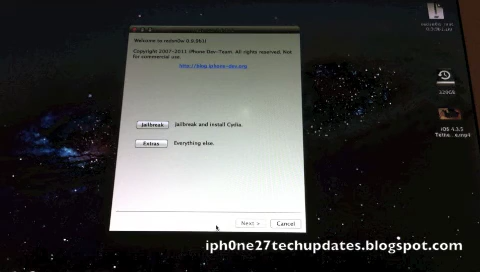 Welcome to redsn0w 0.9.9b11
Copyright 2007-2011 iPhone Dev-Team. All rights reserved. Not
for commercial use.
http://blog.iphone-dev.org
Jailbreak
Jailbreak and install Cydia.
Extras
Everything else.
Next >
Cancel
iOS 4.3.5
iph0ne27techupdates.blogspot.com